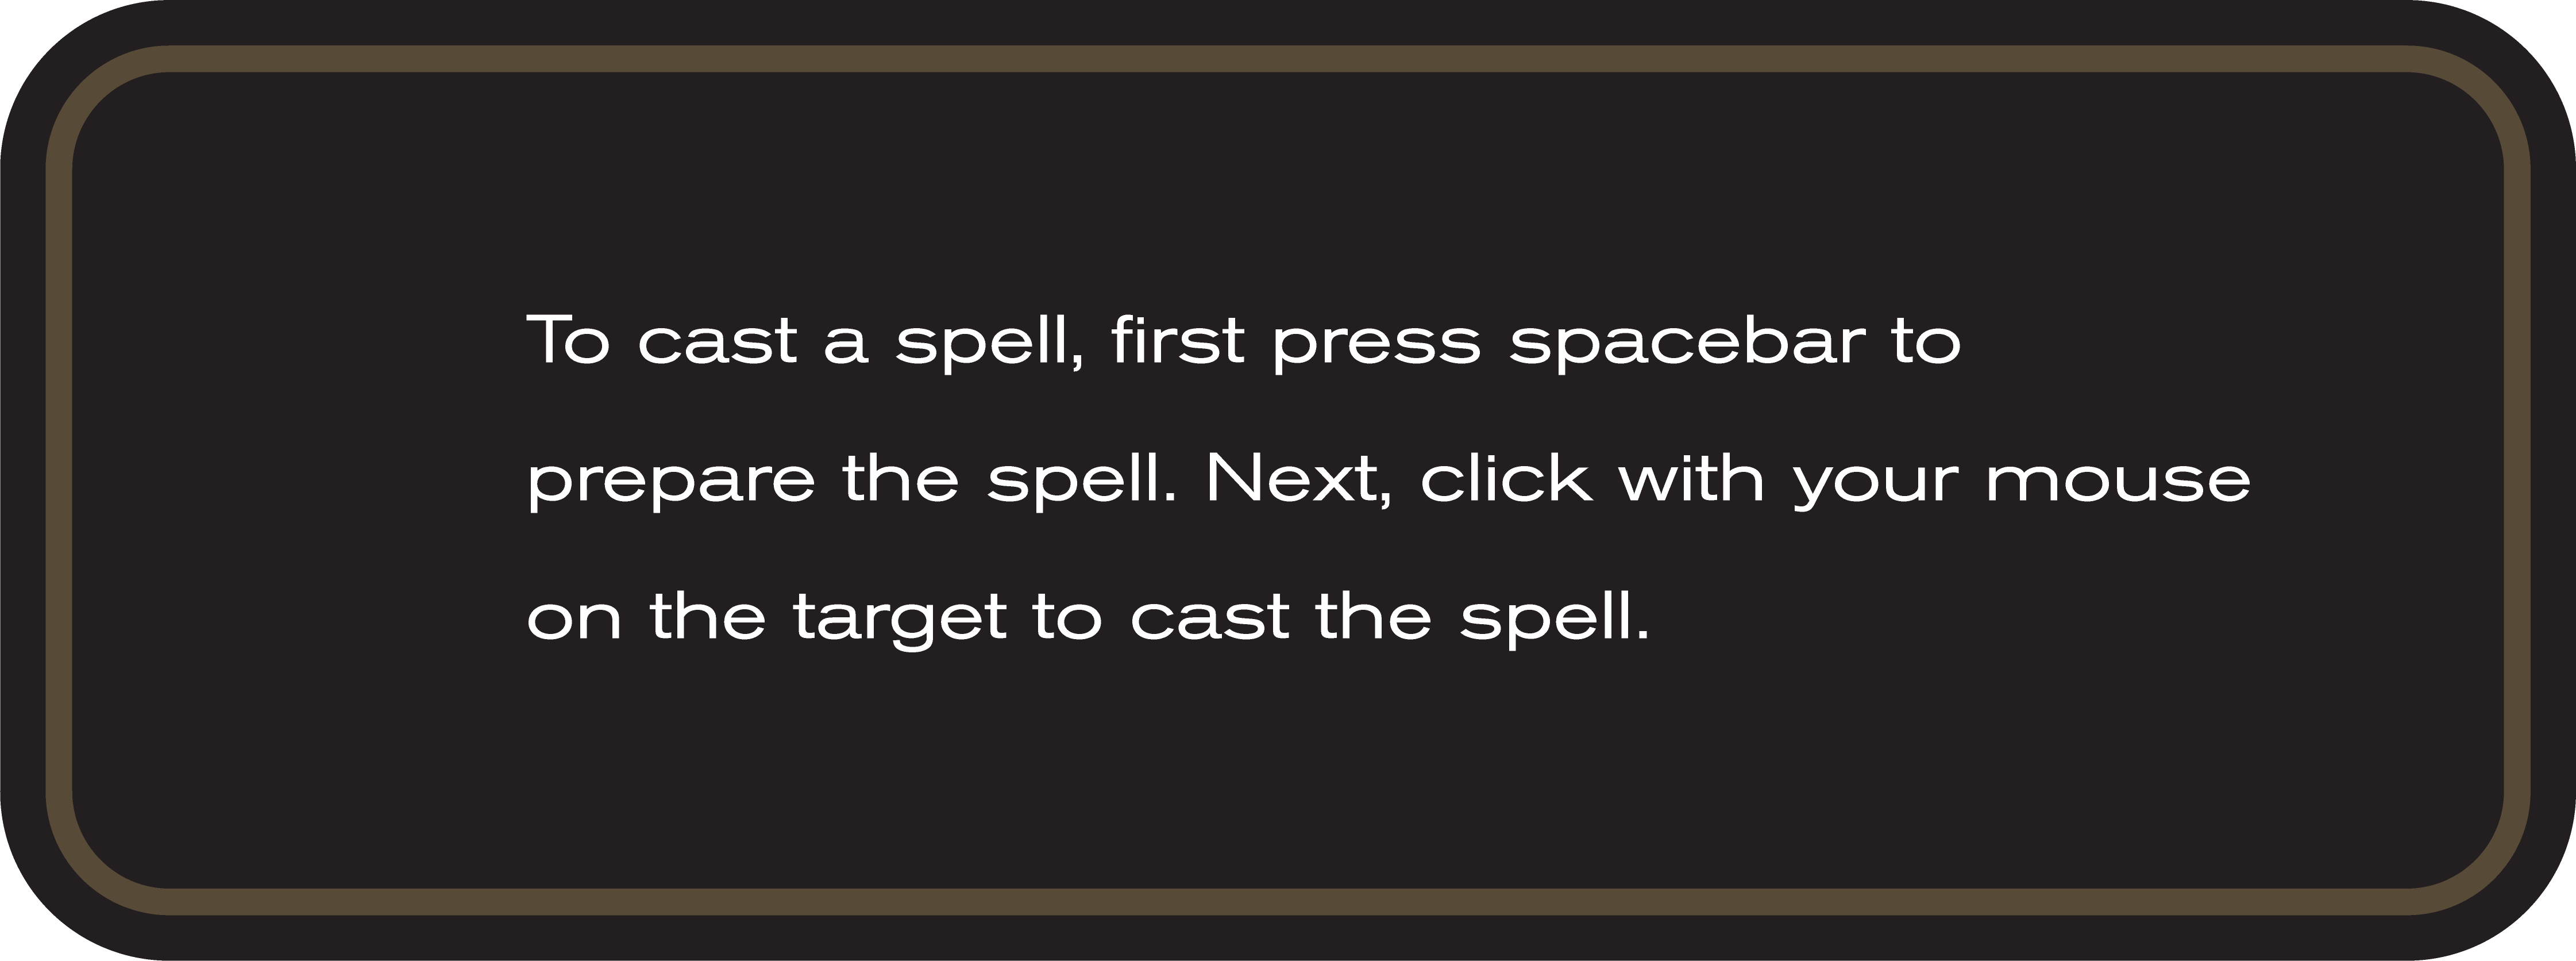 To cast a spell, first press spacebar to
prepare the spell. Next, click with your mouse
on the target to cast the spell.